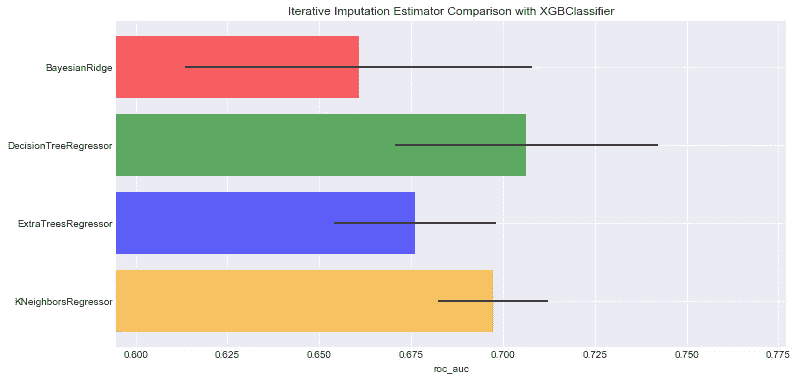 Iterative Imputation Estimator Comparison with XGBClassifier
BayesianRidge
DecisionTreeRegressor
ExtraTreesRegressor
KNeighborsRegressor
0.600 0.625 0.650 0.675 0.700 0.725 0.750 0.775
roc_auc